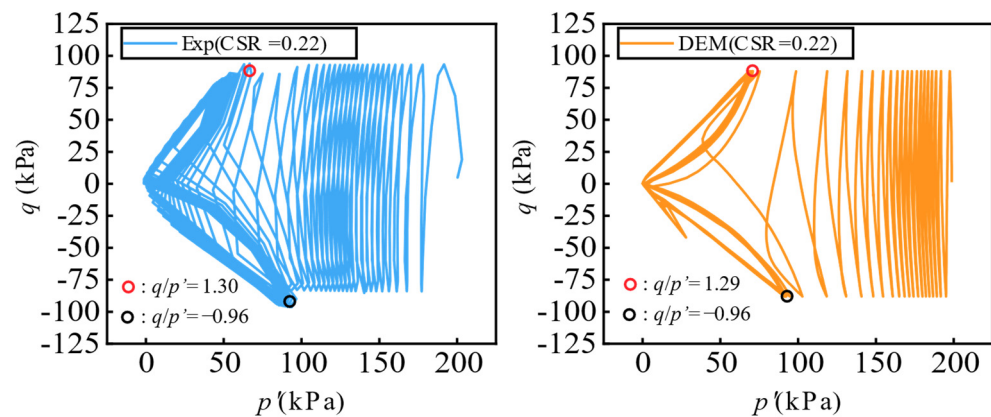 Exp(CSR =0.22)
125
100
75
50
25
0
-25
-50
-75
-100
-125
q (kPa)
: q/p'=1.30
: q/p'=−0.96
0 50 100 150 200
p'(kPa)
DEM(CSR=0.22)
125
100
75
50
25
0
-25
-50
-75
-100
-125
q (kPa)
: q/p'=1.29
: q/p'=−0.96
0 50 100 150 200
p'(kPa)